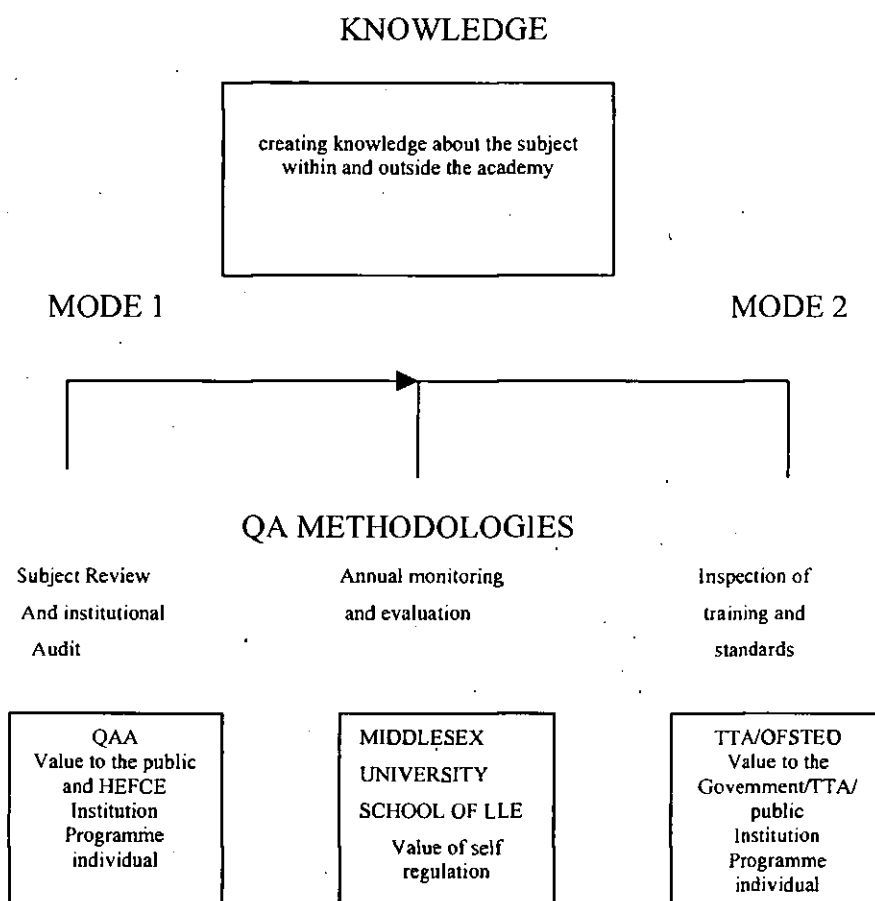 KNOWLEDGE
creating knowledge about the subject
within and outside the academy
MODE 1
MODE 2
QA METHODOLOGIES
Subject Review
And institutional
Audit
Annual monitoring
and evaluation
Inspection of
training and
standards
QAA
Value to the public
and HEFCE
Institution
Programme
individual
MIDDLESEX
UNIVERSITY
SCHOOL OF LLE
Value of self
regulation
TTA/OFSTED
Value to the
Government/TTA/
public
Institution
Programme
individual